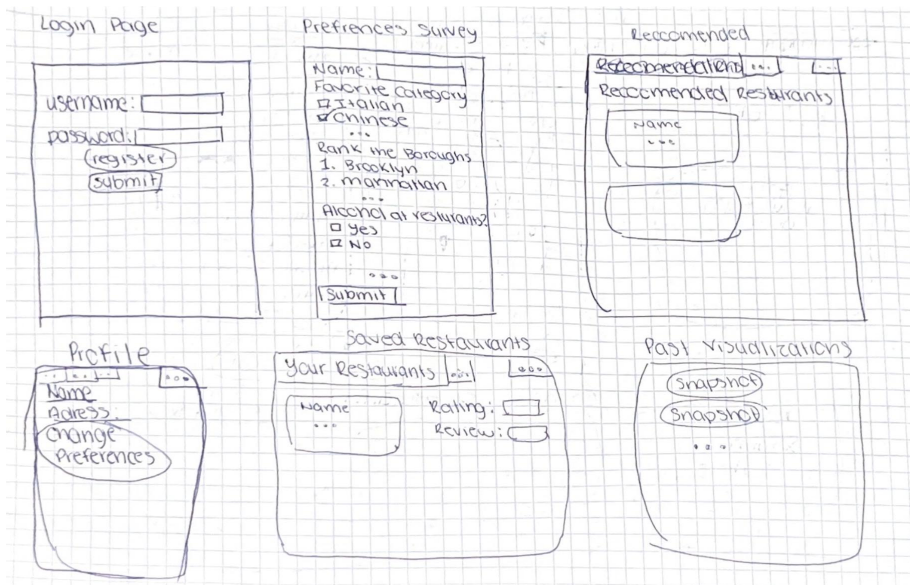 Login Page
username:
password:
register
submit
Prefrences Survey
Name:
Favorite Category
Italian
Chinese
...
Rank the Boroughs
1. Brooklyn
2. Manhattan
...
Alcohol at resturants?
Yes
No
...
Submit
Reccomended
...
...
Reccomended Restaurants
Name
...
Profile
...
Name
Adress:
Change
Preferences
Saved Restaurants
Your Restaurants
...
...
Name
...
Rating:
Review:
Past Visualizations
Snapshot
Snapshot
...